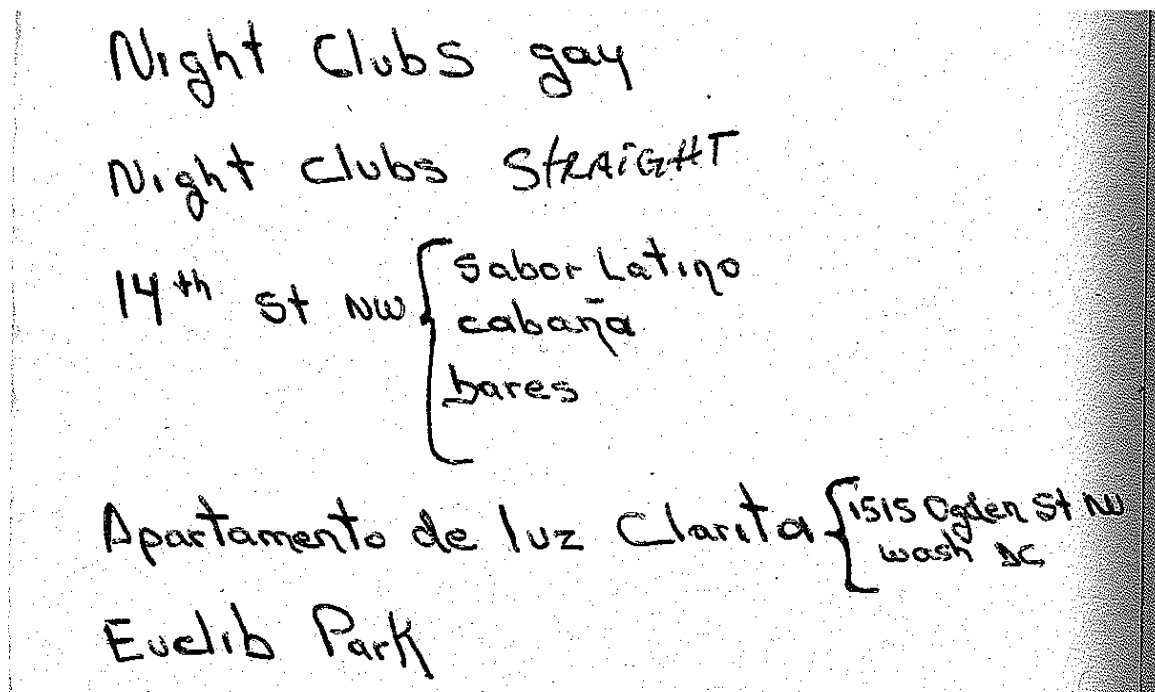 Night Clubs gay
Night clubs STRAiGHT
14th St NW { Sabor Latino
cabaña
bares
Apartamento de luz Clarita { 1515 Ogden St NW
wash DC
Euclib Park